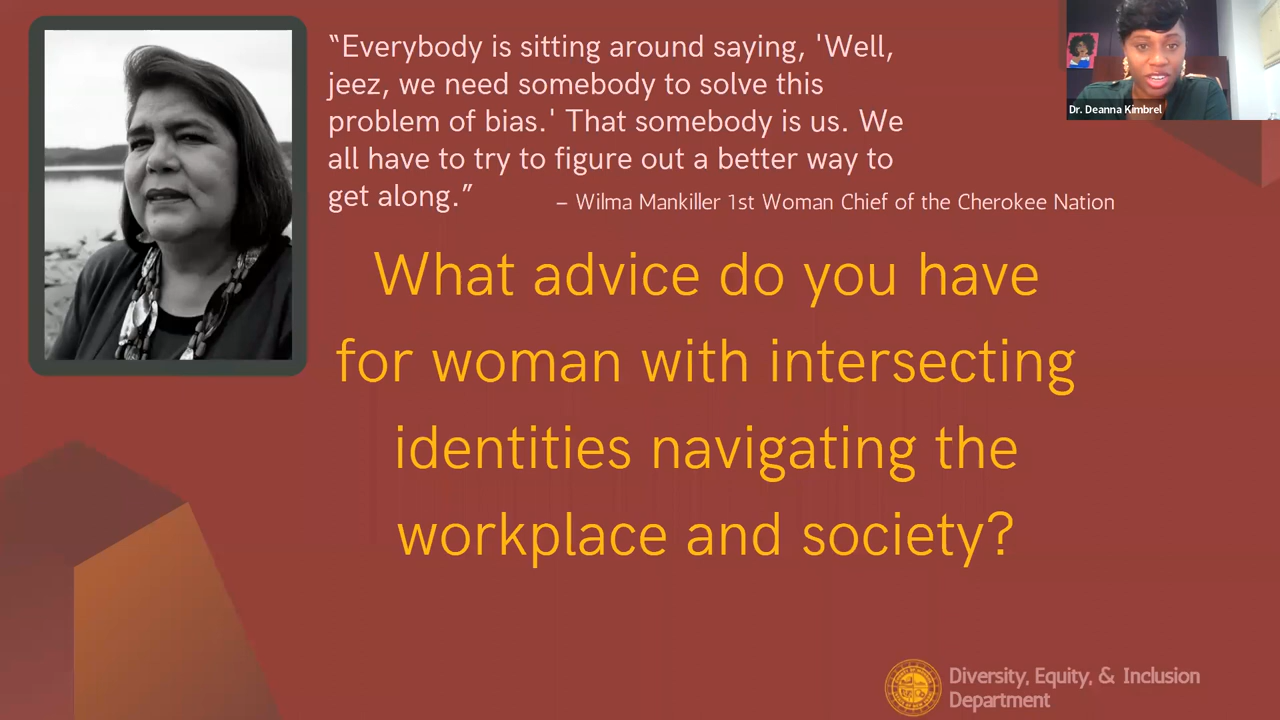 “Everybody is sitting around saying, 'Well,
jeez, we need somebody to solve this
problem of bias.' That somebody is us. We
all have to try to figure out a better way to
get along.”
– Wilma Mankiller 1st Woman Chief of the Cherokee Nation
What advice do you have
for woman with intersecting
identities navigating the
workplace and society?
Dr. Deanna Kimbrel
Diversity, Equity, & Inclusion
Department